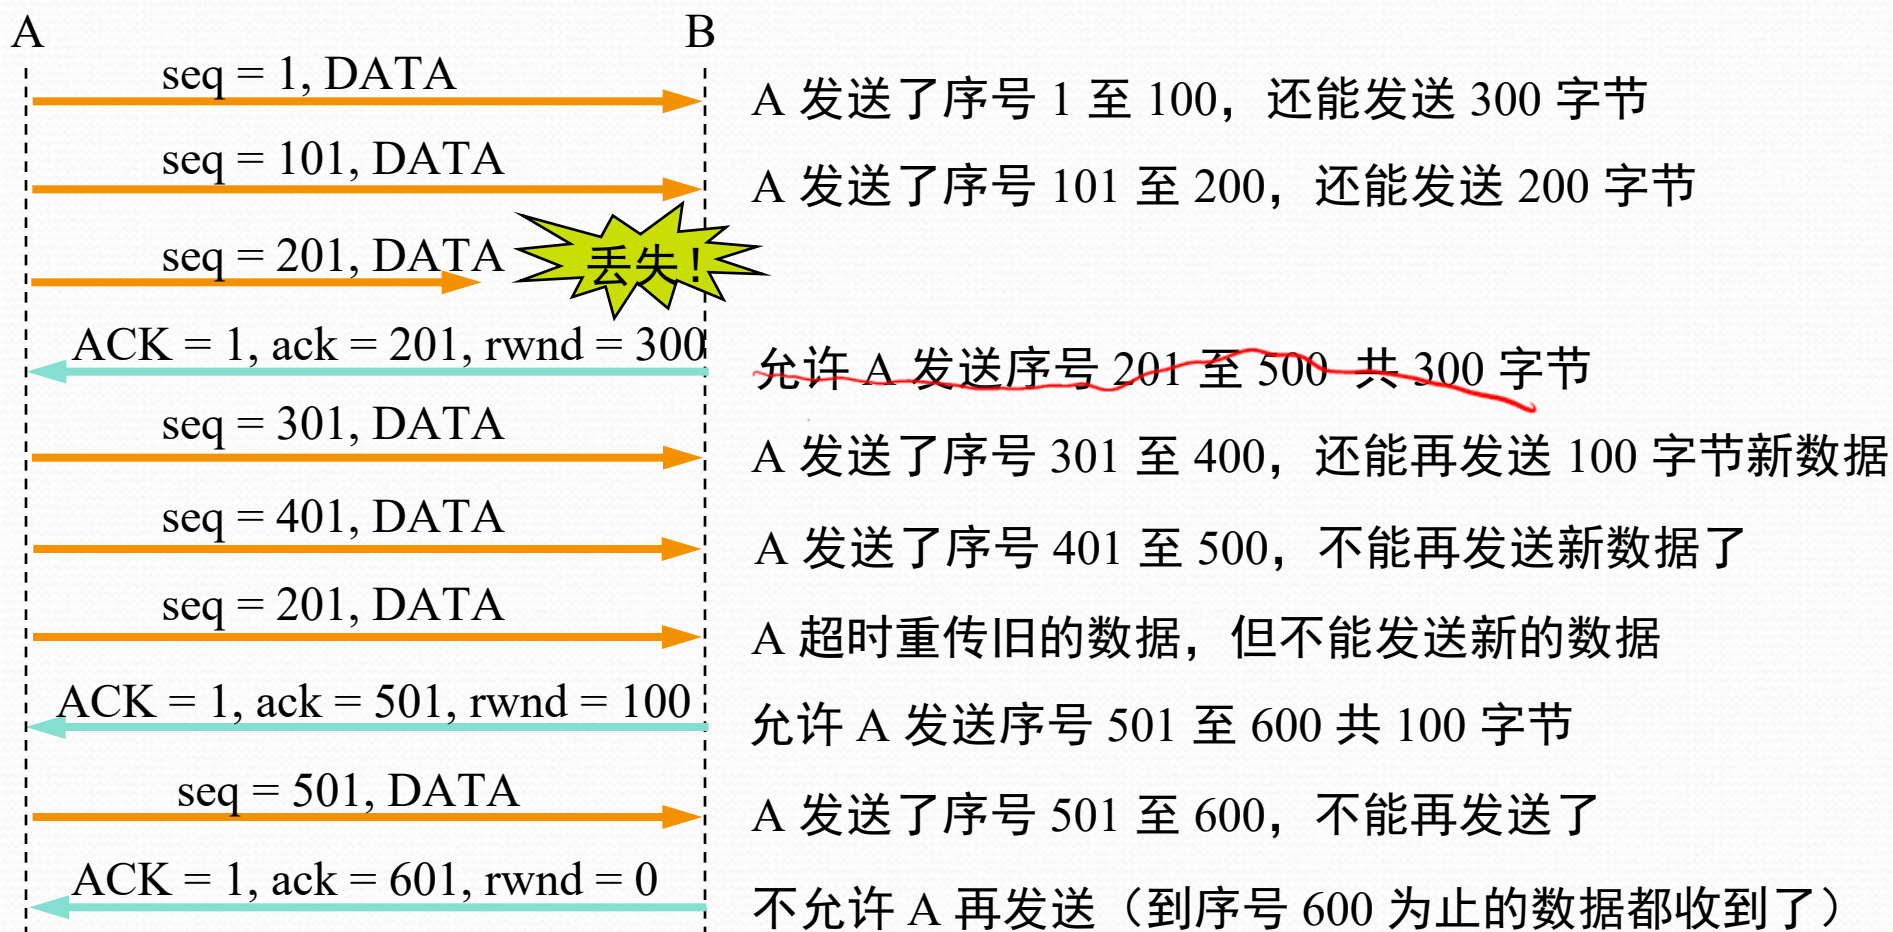 A B
seq = 1, DATA
A 发送了序号 1 至 100，还能发送 300 字节
seq = 101, DATA
A 发送了序号 101 至 200，还能发送 200 字节
seq = 201, DATA
丢失！
ACK = 1, ack = 201, rwnd = 300
允许 A 发送序号 201 至 500 共 300 字节
seq = 301, DATA
A 发送了序号 301 至 400，还能再发送 100 字节新数据
seq = 401, DATA
A 发送了序号 401 至 500，不能再发送新数据了
seq = 201, DATA
A 超时重传旧的数据，但不能发送新的数据
ACK = 1, ack = 501, rwnd = 100
允许 A 发送序号 501 至 600 共 100 字节
seq = 501, DATA
A 发送了序号 501 至 600，不能再发送了
ACK = 1, ack = 601, rwnd = 0
不允许 A 再发送（到序号 600 为止的数据都收到了）